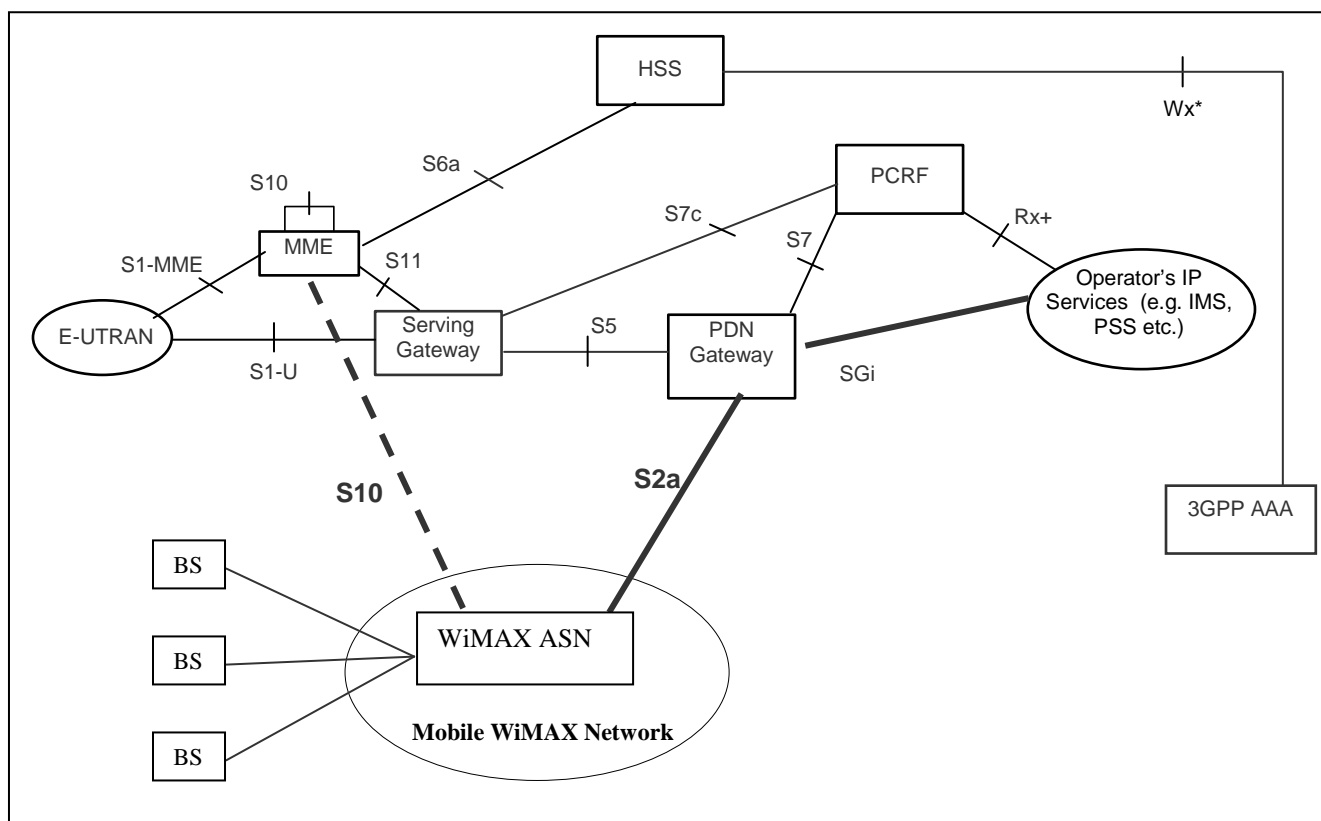 HSS
Wx*
S6a
PCRF
S10
S7c
Rx+
MME
S7
S1-MME
S11
Operator's IP
Services (e.g. IMS,
PSS etc.)
E-UTRAN
Serving
Gateway
S5
PDN
Gateway
S1-U
SGi
S10
S2a
3GPP AAA
BS
WiMAX ASN
BS
Mobile WiMAX Network
BS